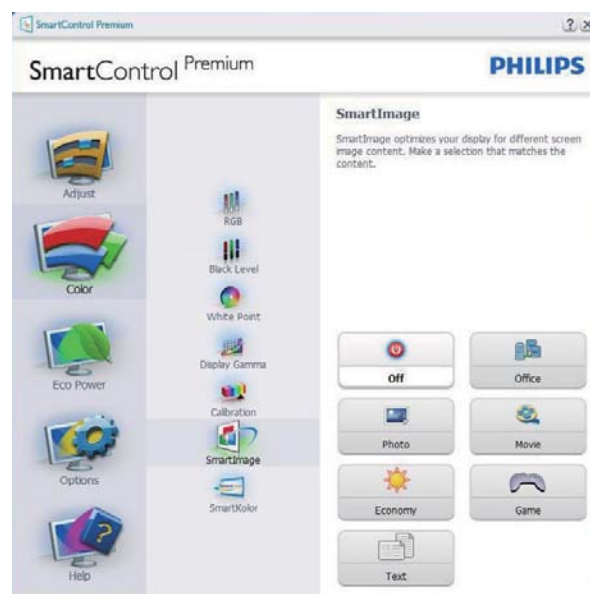 SmartControl Premium
? x
SmartControl Premium
PHILIPS
Adjust
Color
Eco Power
Options
Help
RGB
Black Level
White Point
Display Gamma
Calibration
SmartImage
SmartKolor
SmartImage
SmartImage optimizes your display for different screen
image content. Make a selection that matches the
content.
Off
Office
Photo
Movie
Economy
Game
Text